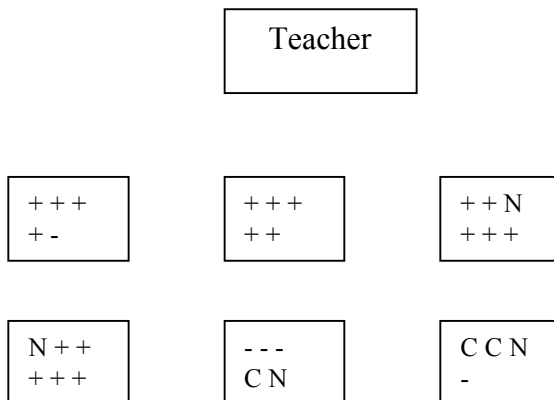 Teacher
+ + +
+ -
+ + +
+ +
+ + N
+ + +
N + +
+ + +
- - -
C N
C C N
-